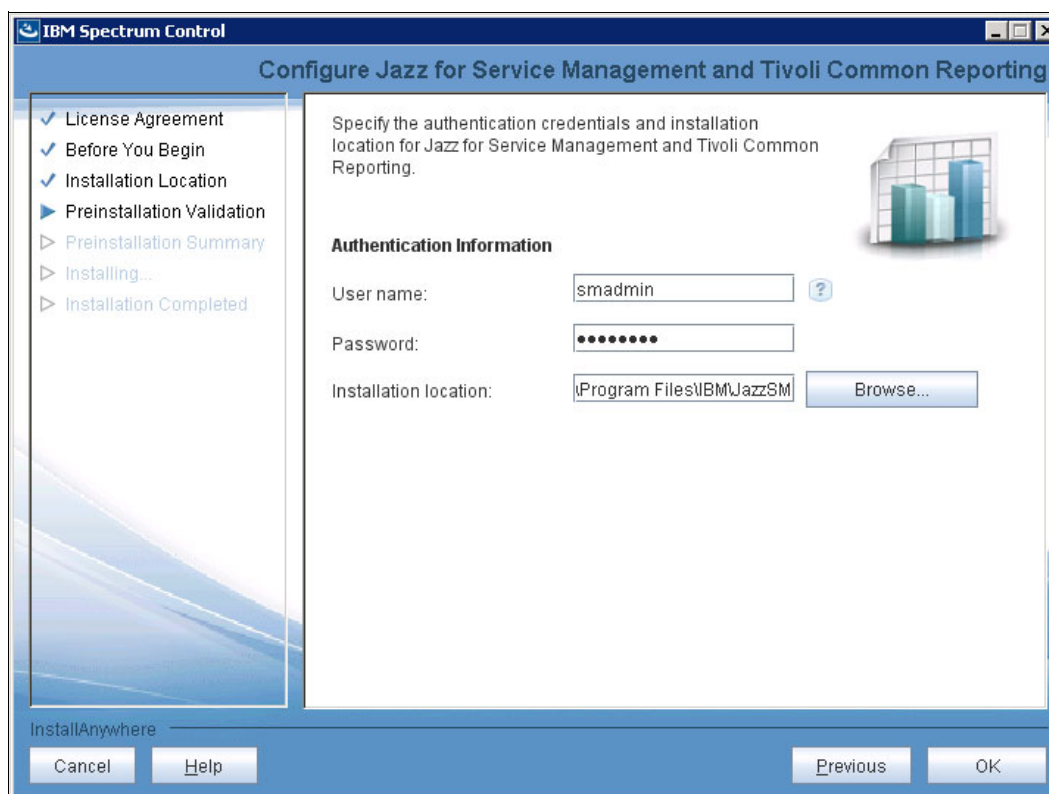 IBM Spectrum Control
Configure Jazz for Service Management and Tivoli Common Reporting
License Agreement
Before You Begin
Installation Location
Preinstallation Validation
Preinstallation Summary
Installing...
Installation Completed
Specify the authentication credentials and installation
location for Jazz for Service Management and Tivoli Common
Reporting.
Authentication Information
User name: smadmin ?
Password: ••••••••
Installation location: \Program Files\IBM\JazzSM Browse...
InstallAnywhere
Cancel Help Previous OK